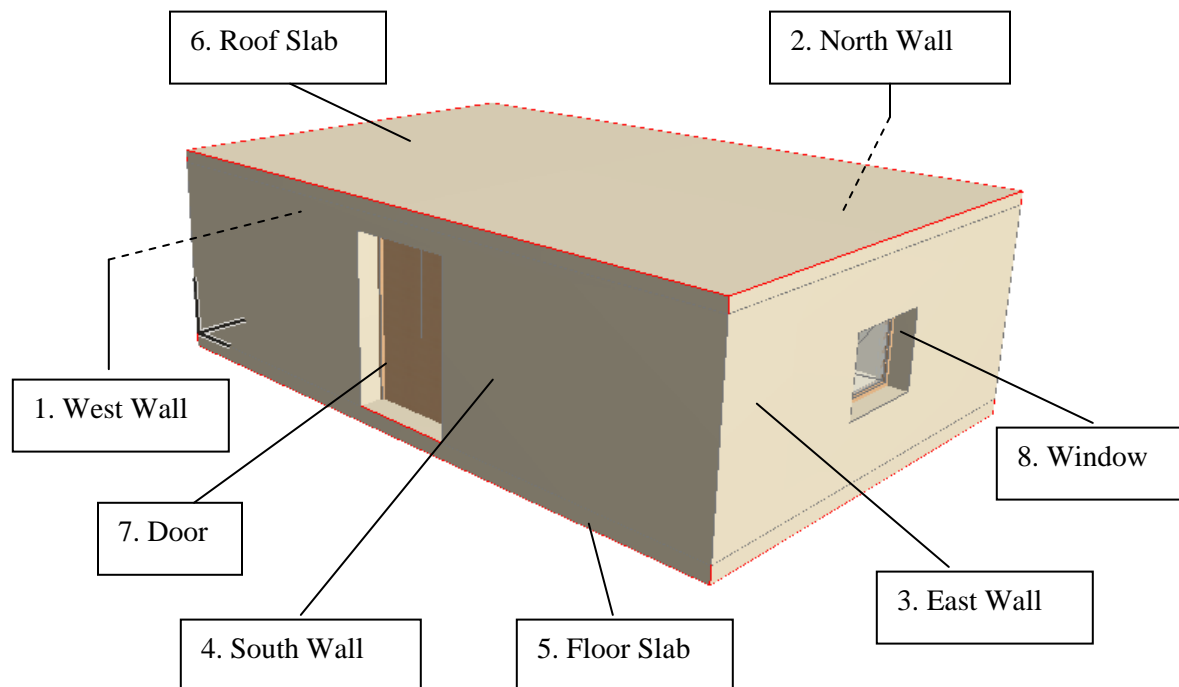 6. Roof Slab
2. North Wall
1. West Wall
8. Window
7. Door
3. East Wall
4. South Wall
5. Floor Slab